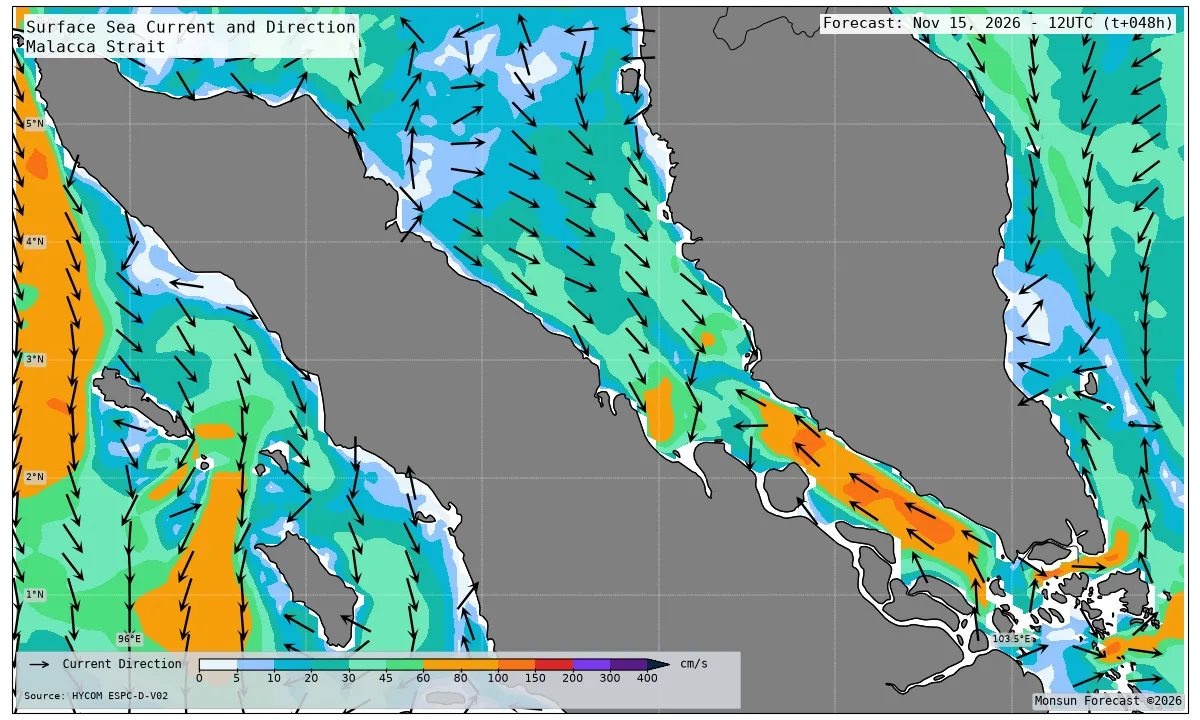 Surface Sea Current and Direction
Malacca Strait
Forecast: Nov 15, 2026 - 12UTC (t+048h)
5°N
4°N
3°N
2°N
1°N
96°E
103.5°E
Current Direction
0 5 10 20 30 45 60 80 100 150 200 300 400
cm/s
Source: HYCOM ESPC-D-V02
Monsun Forecast ©2026